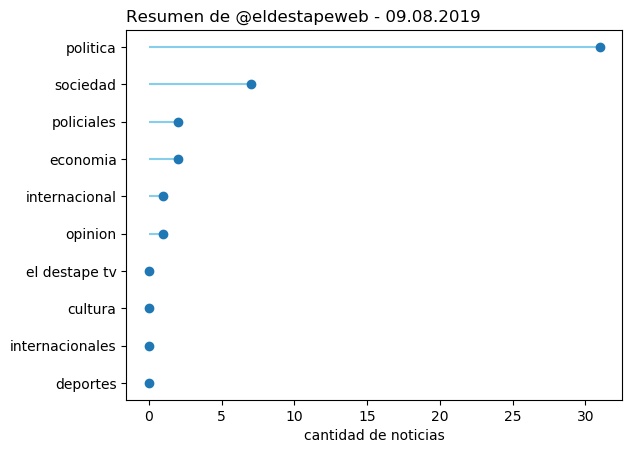 Resumen de @eldestapeweb - 09.08.2019
politica
sociedad
policiales
economia
internacional
opinion
el destape tv
cultura
internacionales
deportes
0 5 10 15 20 25 30
cantidad de noticias